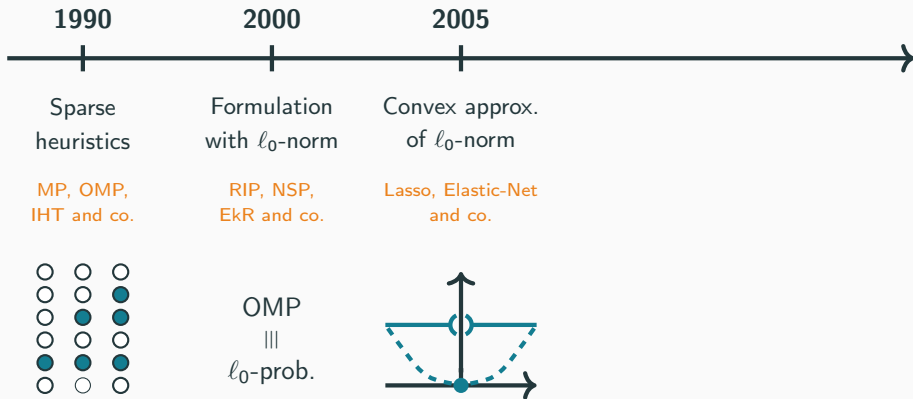 1990
2000
2005
Sparse
heuristics
Formulation
with ℓ₀-norm
Convex approx.
of ℓ₀-norm
MP, OMP,
IHT and co.
RIP, NSP,
EkR and co.
Lasso, Elastic-Net
and co.
OMP
≡
ℓ₀-prob.